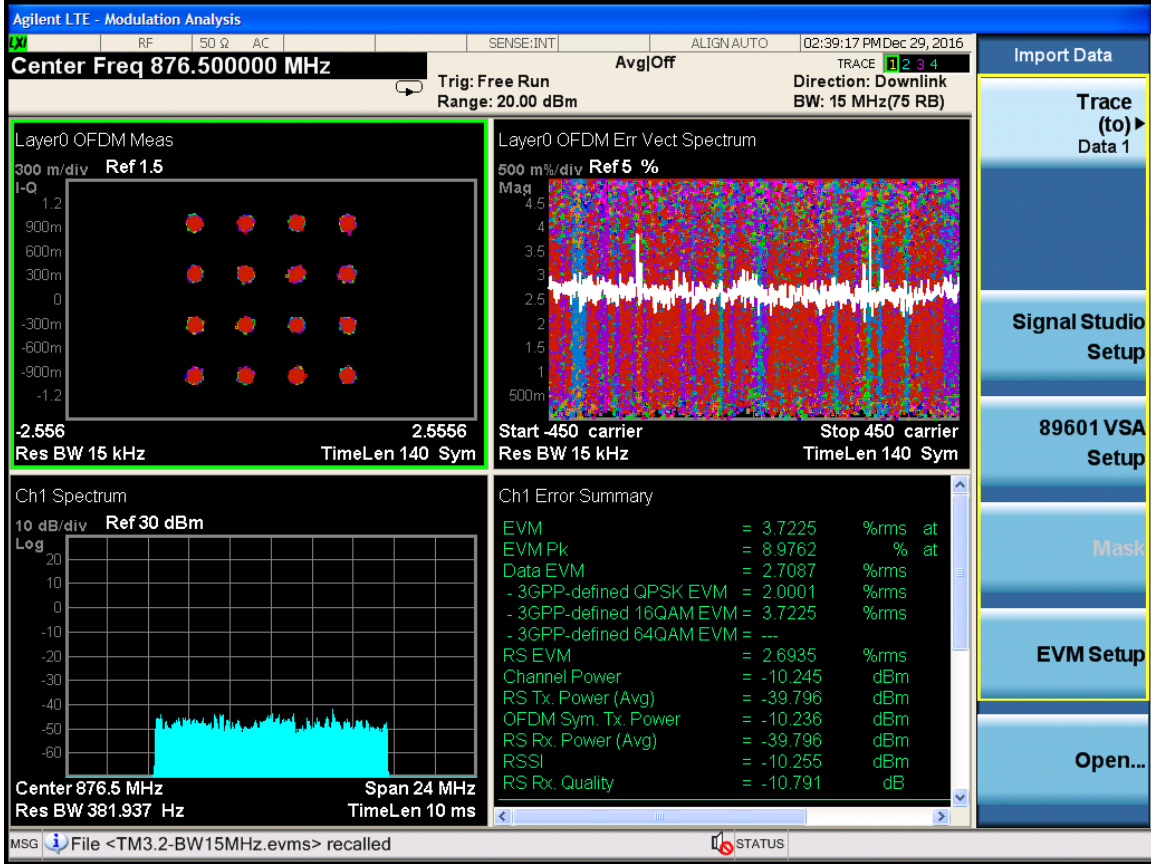 Agilent LTE - Modulation Analysis
LXI RF 50 Ω AC SENSE:INT ALIGN AUTO 02:39:17 PM Dec 29, 2016
Center Freq 876.500000 MHz
Avg|Off
TRACE 1 2 3 4
Trig: Free Run
Direction: Downlink
Range: 20.00 dBm
BW: 15 MHz(75 RB)
Layer0 OFDM Meas
300 m/div Ref 1.5
I-Q
1.2
900m
600m
300m
0
-300m
-600m
-900m
-1.2
-2.556 2.5556
Res BW 15 kHz TimeLen 140 Sym
Layer0 OFDM Err Vect Spectrum
500 m%/div Ref 5 %
Mag
4.5
4
3.5
3
2.5
2
1.5
1
500m
Start -450 carrier Stop 450 carrier
Res BW 15 kHz TimeLen 140 Sym
Ch1 Spectrum
10 dB/div Ref 30 dBm
Log
20
10
0
-10
-20
-30
-40
-50
-60
Center 876.5 MHz Span 24 MHz
Res BW 381.937 Hz TimeLen 10 ms
Ch1 Error Summary
EVM = 3.7225 %rms at
EVM Pk = 8.9762 % at
Data EVM = 2.7087 %rms
- 3GPP-defined QPSK EVM = 2.0001 %rms
- 3GPP-defined 16QAM EVM = 3.7225 %rms
- 3GPP-defined 64QAM EVM = ---
RS EVM = 2.6935 %rms
Channel Power = -10.245 dBm
RS Tx. Power (Avg) = -39.796 dBm
OFDM Sym. Tx. Power = -10.236 dBm
RS Rx. Power (Avg) = -39.796 dBm
RSSI = -10.255 dBm
RS Rx. Quality = -10.791 dB
Import Data
Trace
(to)
Data 1
Signal Studio
Setup
89601 VSA
Setup
Mask
EVM Setup
Open...
MSG File <TM3.2-BW15MHz.evms> recalled STATUS